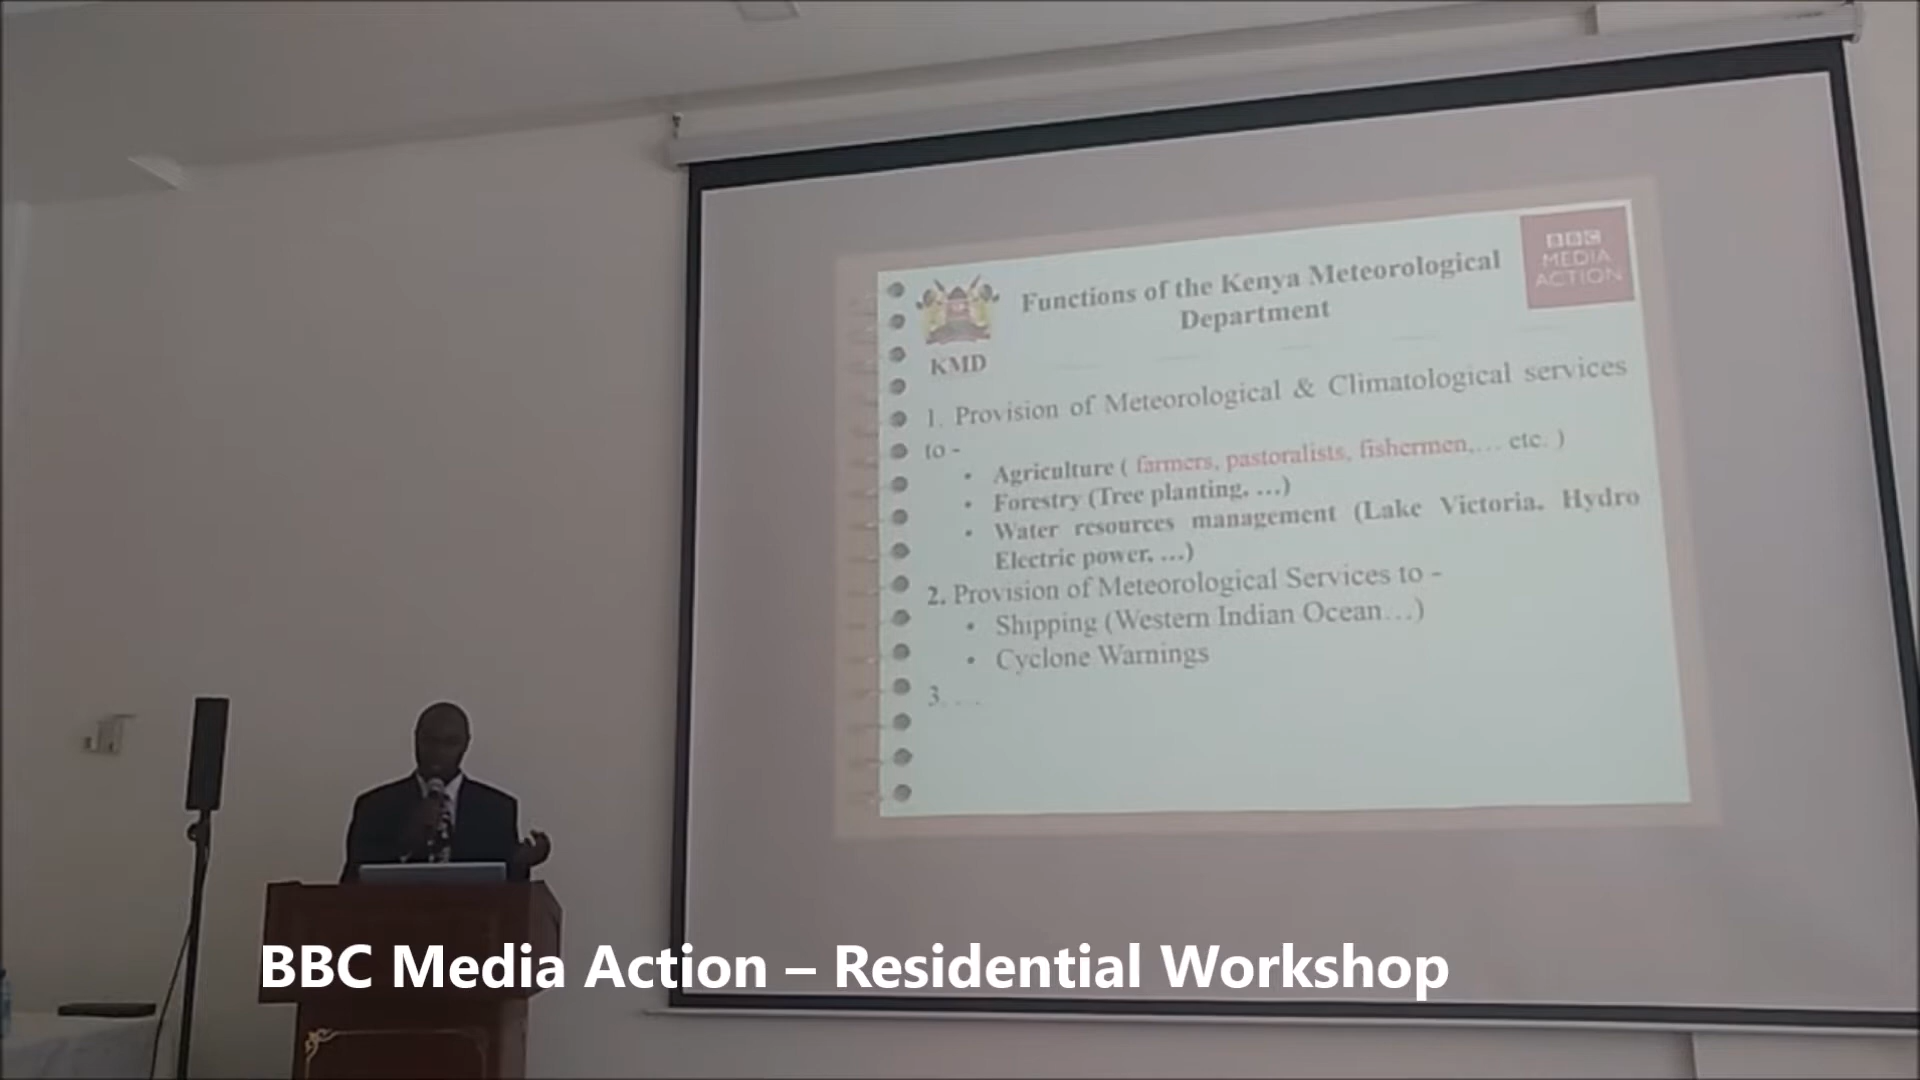 BBC
MEDIA
ACTION
Functions of the Kenya Meteorological
Department
KMD
1. Provision of Meteorological & Climatological services
to -
• Agriculture ( farmers, pastoralists, fishermen,… etc. )
• Forestry (Tree planting, …)
• Water resources management (Lake Victoria, Hydro
Electric power, …)
2. Provision of Meteorological Services to -
• Shipping (Western Indian Ocean…)
• Cyclone Warnings
3. . . .
BBC Media Action – Residential Workshop